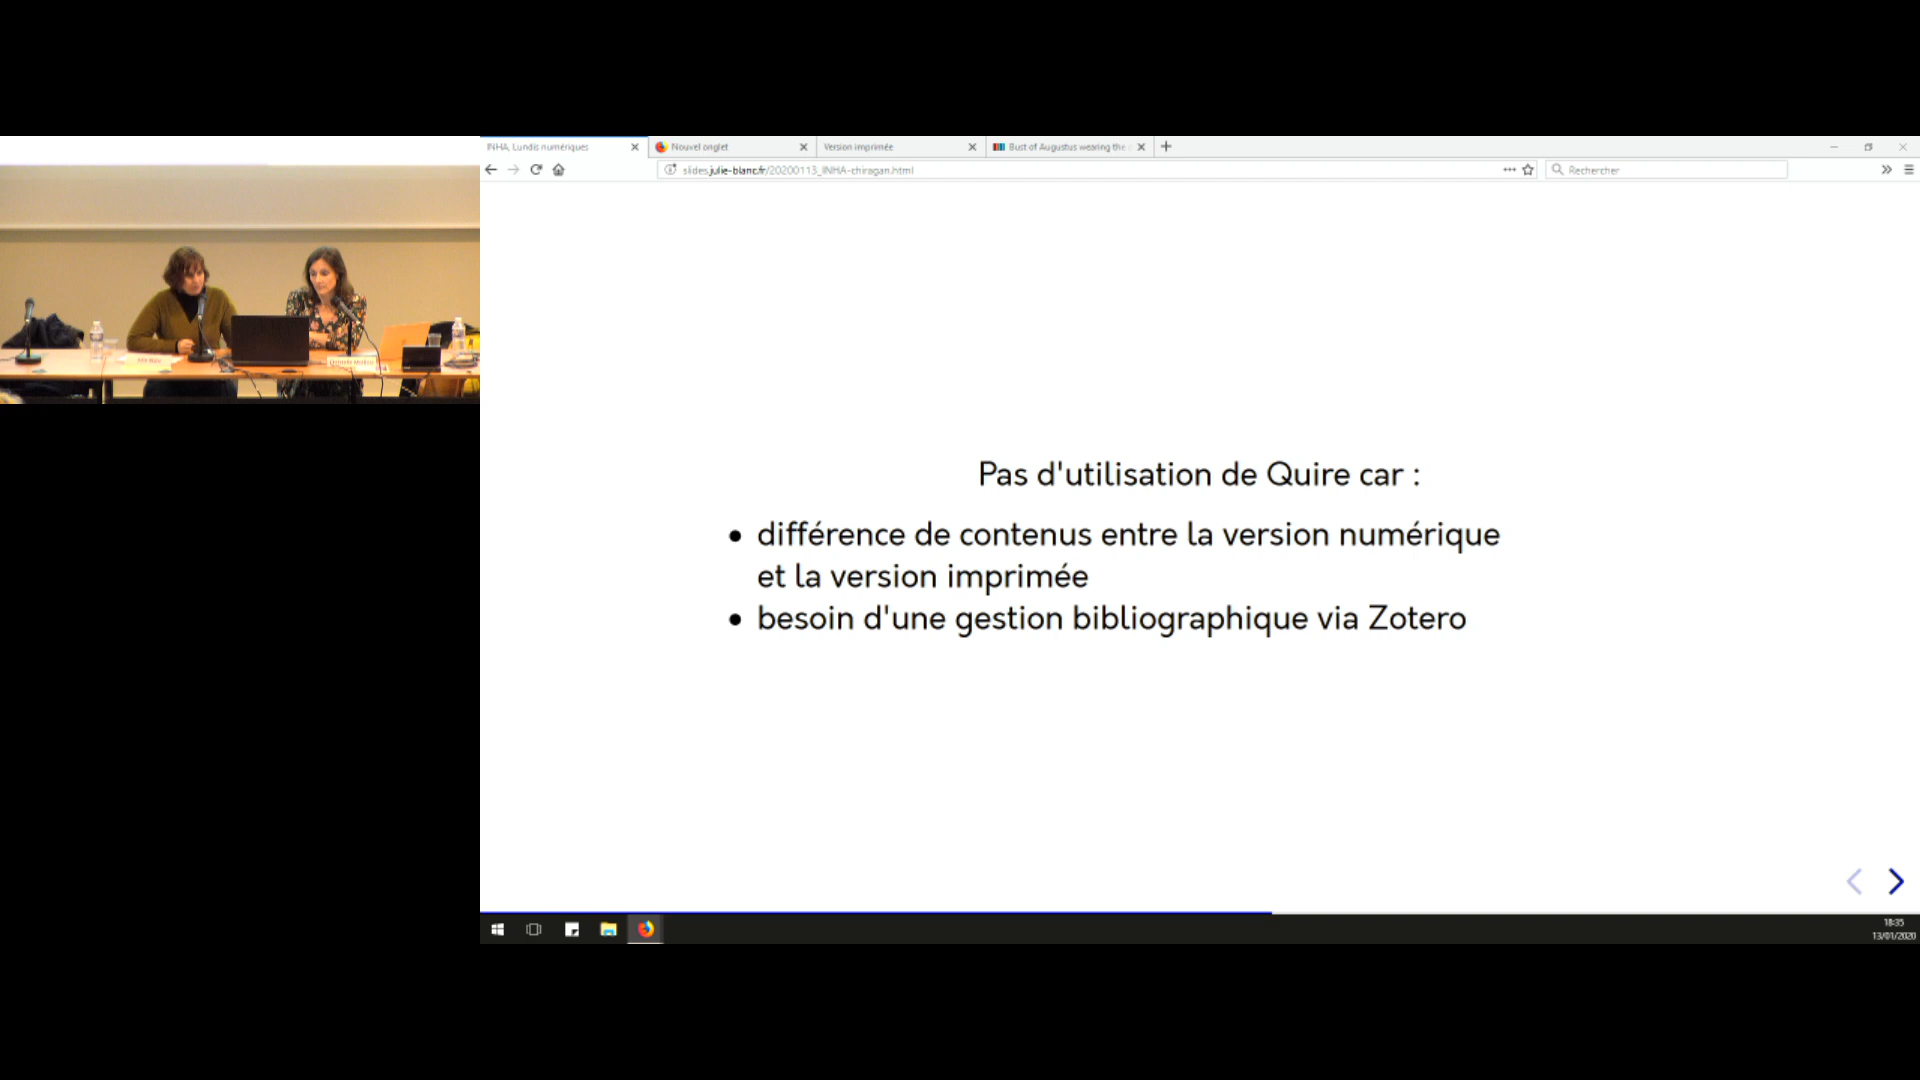 INHA, Lundis numériques
Nouvel onglet
Version imprimée
Bust of Augustus wearing the
slides.julie-blanc.fr/20200113_INHA-chiragan.html
Rechercher
Pas d'utilisation de Quire car :
différence de contenus entre la version numérique
et la version imprimée
besoin d'une gestion bibliographique via Zotero
18:35
13/01/2020